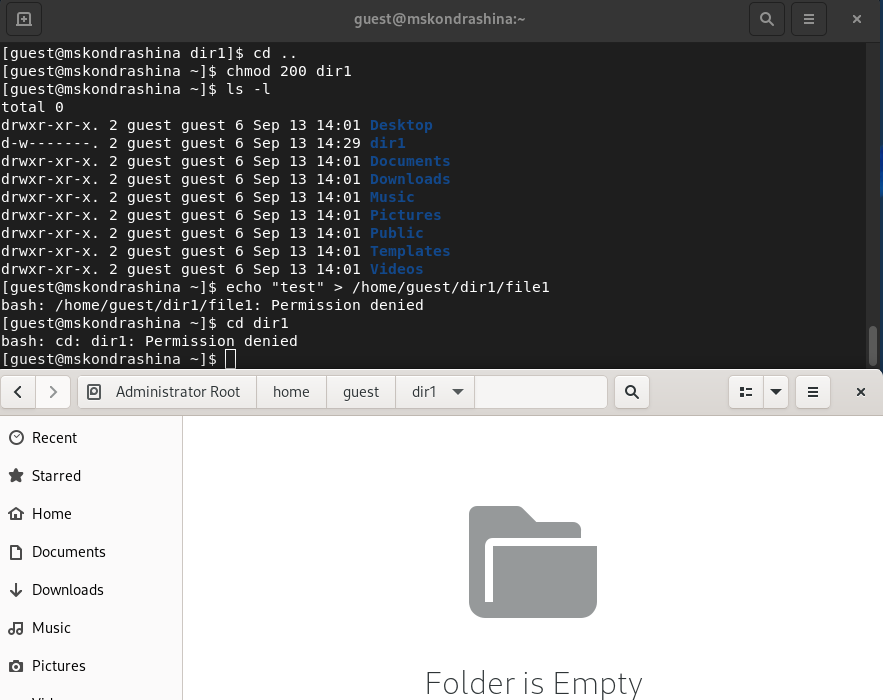 guest@mskondrashina:~
[guest@mskondrashina dir1]$ cd ..
[guest@mskondrashina ~]$ chmod 200 dir1
[guest@mskondrashina ~]$ ls -l
total 0
drwxr-xr-x. 2 guest guest 6 Sep 13 14:01 Desktop
d-w-------. 2 guest guest 6 Sep 13 14:29 dir1
drwxr-xr-x. 2 guest guest 6 Sep 13 14:01 Documents
drwxr-xr-x. 2 guest guest 6 Sep 13 14:01 Downloads
drwxr-xr-x. 2 guest guest 6 Sep 13 14:01 Music
drwxr-xr-x. 2 guest guest 6 Sep 13 14:01 Pictures
drwxr-xr-x. 2 guest guest 6 Sep 13 14:01 Public
drwxr-xr-x. 2 guest guest 6 Sep 13 14:01 Templates
drwxr-xr-x. 2 guest guest 6 Sep 13 14:01 Videos
[guest@mskondrashina ~]$ echo "test" > /home/guest/dir1/file1
bash: /home/guest/dir1/file1: Permission denied
[guest@mskondrashina ~]$ cd dir1
bash: cd: dir1: Permission denied
[guest@mskondrashina ~]$
Administrator Root home guest dir1
Recent
Starred
Home
Documents
Downloads
Music
Pictures
Folder is Empty